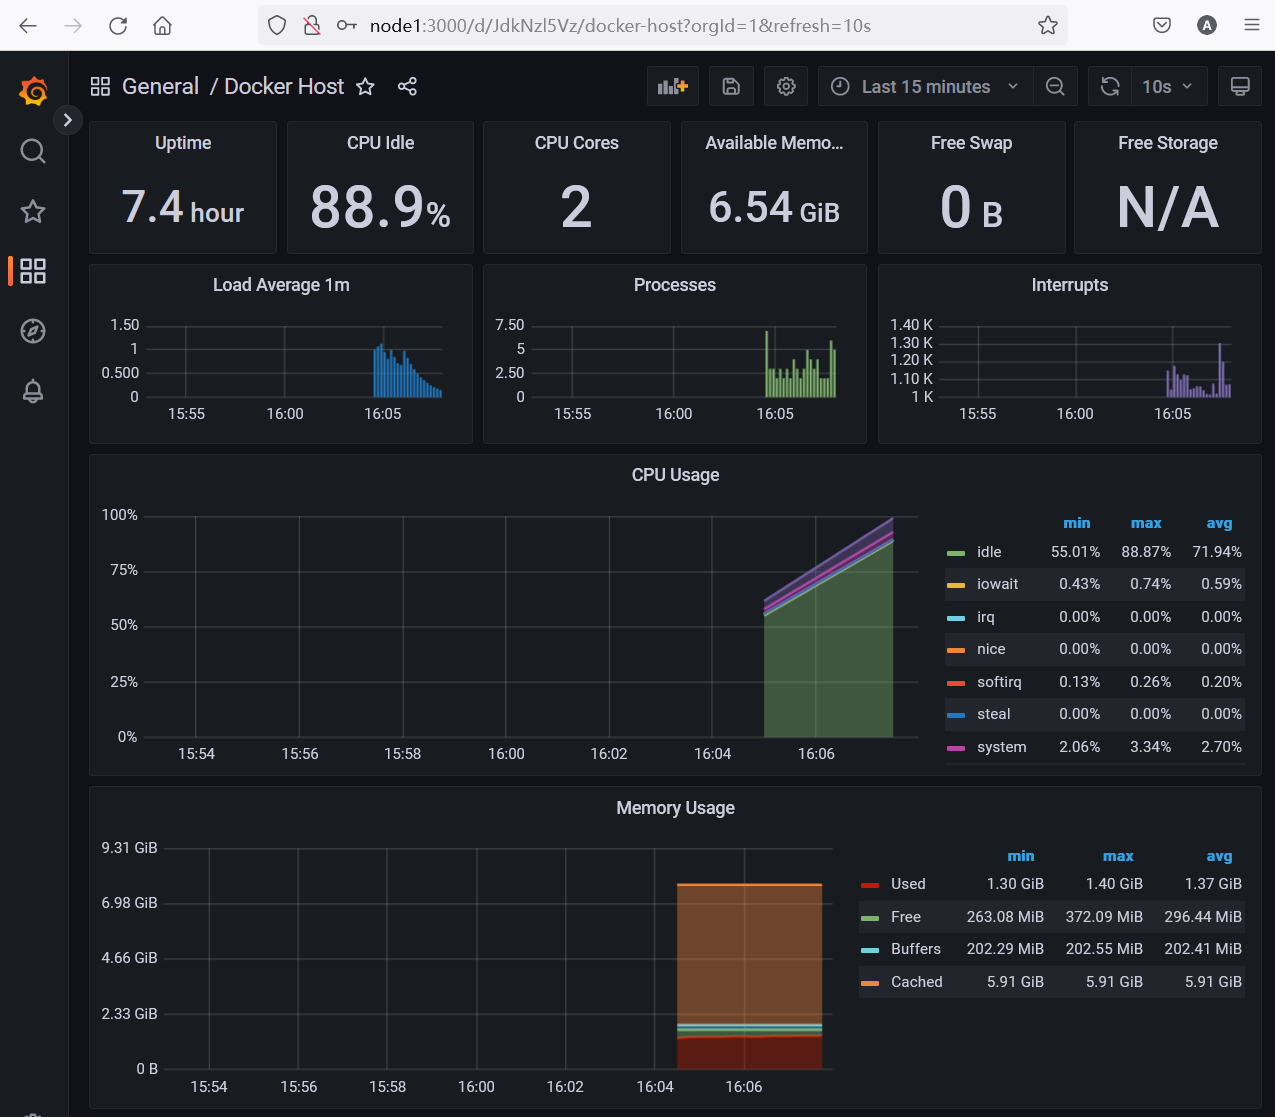 node1:3000/d/JdkNzl5Vz/docker-host?orgId=1&refresh=10s
A
General / Docker Host
Last 15 minutes
10s
Uptime
7.4 hour
CPU Idle
88.9%
CPU Cores
2
Available Memo...
6.54 GiB
Free Swap
0 B
Free Storage
N/A
Load Average 1m
1.50
1
0.500
0
15:55 16:00 16:05
Processes
7.50
5
2.50
0
15:55 16:00 16:05
Interrupts
1.40 K
1.30 K
1.20 K
1.10 K
1 K
15:55 16:00 16:05
CPU Usage
100%
75%
50%
25%
0%
15:54 15:56 15:58 16:00 16:02 16:04 16:06
min max avg
idle 55.01% 88.87% 71.94%
iowait 0.43% 0.74% 0.59%
irq 0.00% 0.00% 0.00%
nice 0.00% 0.00% 0.00%
softirq 0.13% 0.26% 0.20%
steal 0.00% 0.00% 0.00%
system 2.06% 3.34% 2.70%
Memory Usage
9.31 GiB
6.98 GiB
4.66 GiB
2.33 GiB
0 B
15:54 15:56 15:58 16:00 16:02 16:04 16:06
min max avg
Used 1.30 GiB 1.40 GiB 1.37 GiB
Free 263.08 MiB 372.09 MiB 296.44 MiB
Buffers 202.29 MiB 202.55 MiB 202.41 MiB
Cached 5.91 GiB 5.91 GiB 5.91 GiB